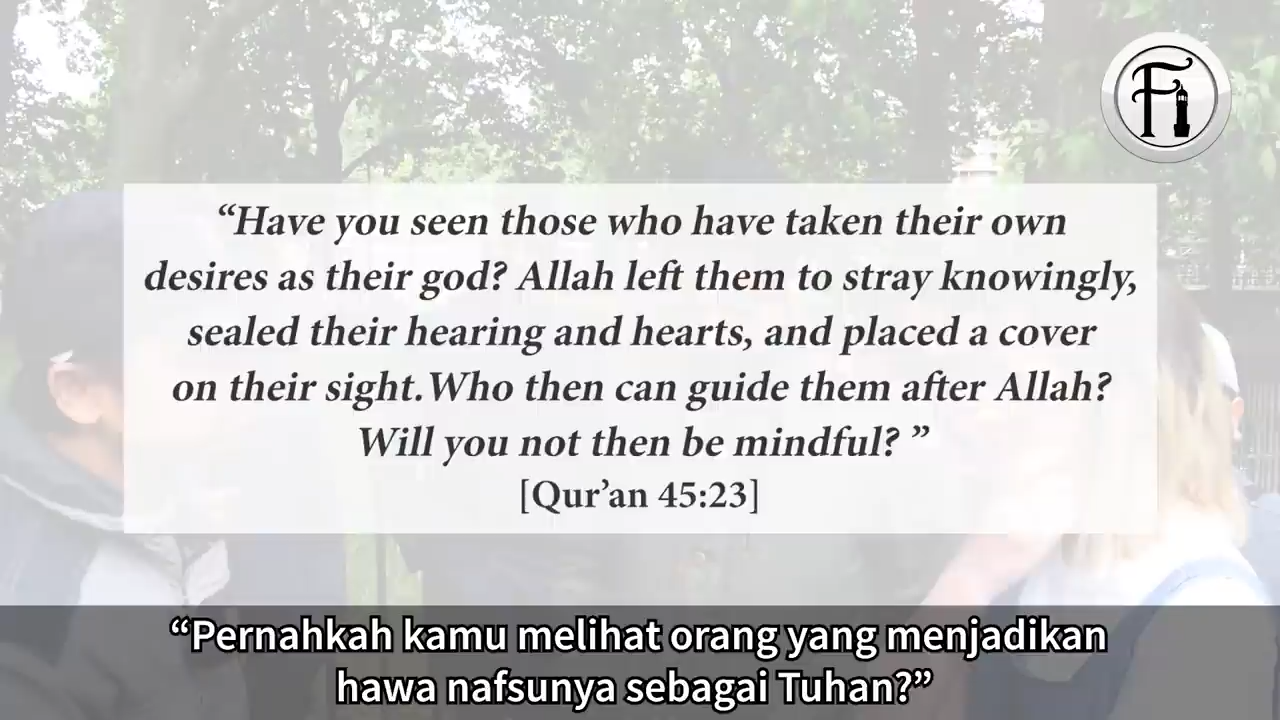 Fi
“Have you seen those who have taken their own
desires as their god? Allah left them to stray knowingly,
sealed their hearing and hearts, and placed a cover
on their sight. Who then can guide them after Allah?
Will you not then be mindful? ”
[Qur’an 45:23]
“Pernahkah kamu melihat orang yang menjadikan
hawa nafsunya sebagai Tuhan?”